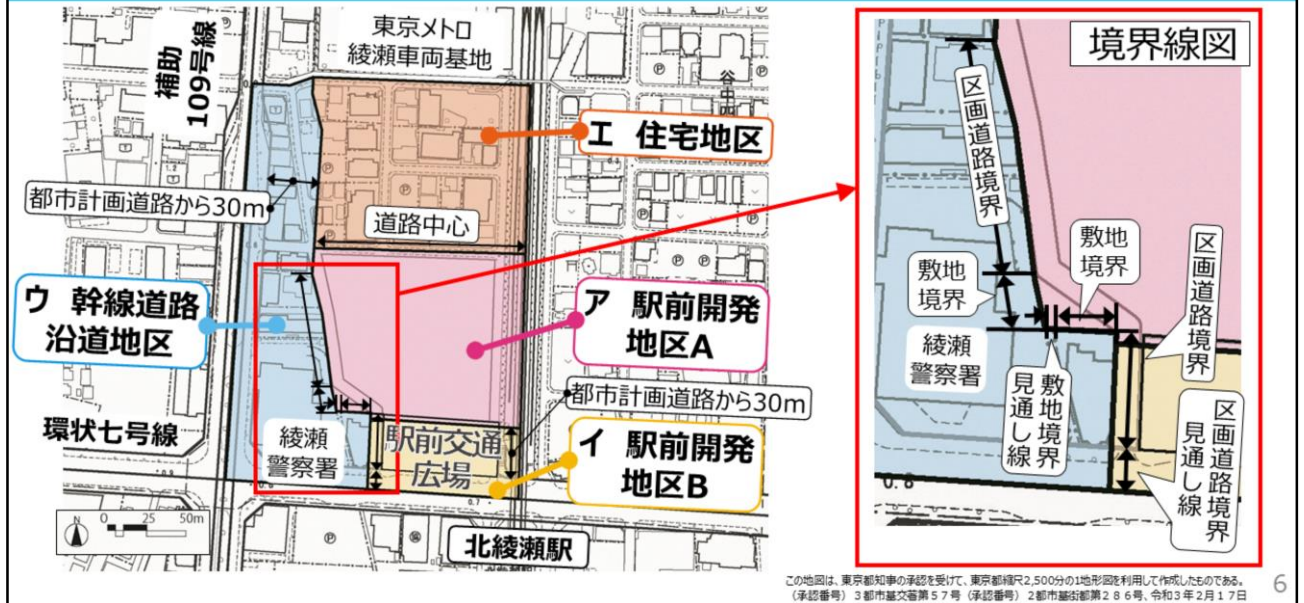 東京メトロ
綾瀬車両基地
補助
109号線
谷中
エ 住宅地区
都市計画道路から30m
道路中心
ウ 幹線道路
沿道地区
ア 駅前開発
地区A
都市計画道路から30m
環状七号線
綾瀬
警察署
駅前交通
広場
イ 駅前開発
地区B
北綾瀬駅
N
0 25 50m
境界線図
区画道路境界
敷地
境界
敷地
境界
区画道路境界
綾瀬
警察署
敷地境界
見通し線
区画道路境界
見通し線
この地図は、東京都知事の承認を受けて、東京都縮尺2,500分の1地形図を利用して作成したものである。
（承認番号）3都市基交著第57号（承認番号）2都市基街都第286号、令和3年2月17日
6